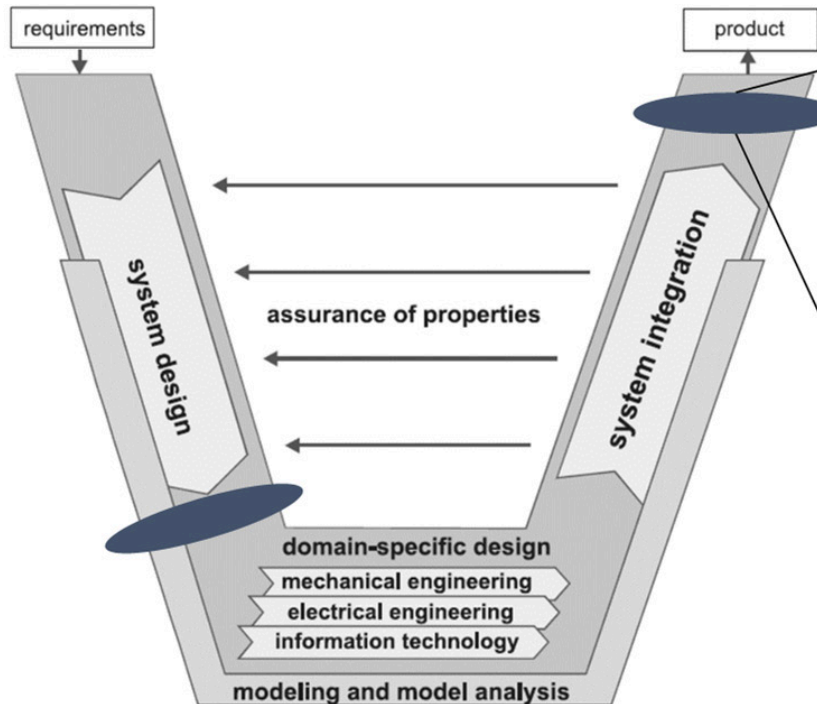 requirements
product
system design
assurance of properties
system integration
domain-specific design
mechanical engineering
electrical engineering
information technology
modeling and model analysis